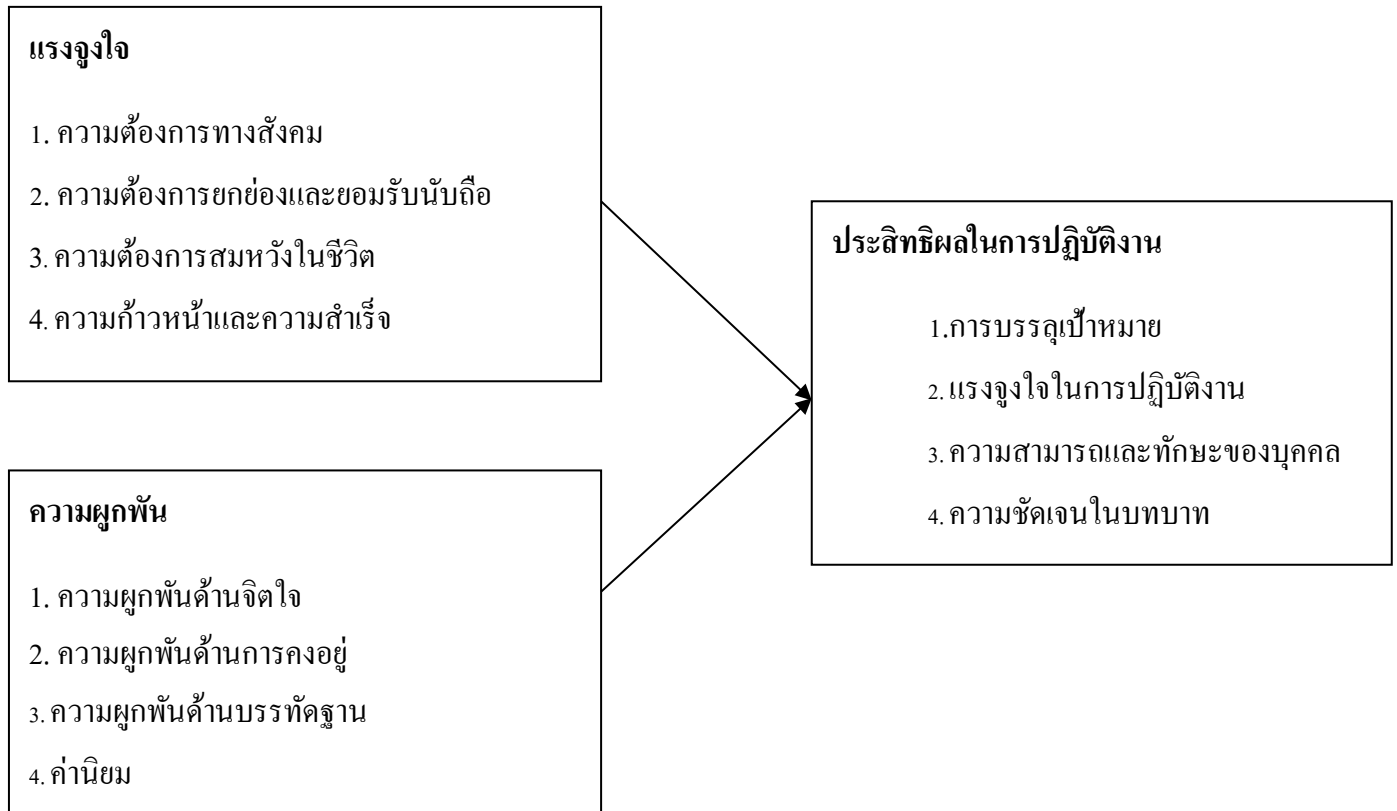 แรงจูงใจ
1. ความต้องการทางสังคม
2. ความต้องการยกย่องและยอมรับนับถือ
3. ความต้องการสมหวังในชีวิต
4. ความก้าวหน้าและความสำเร็จ
ความผูกพัน
1. ความผูกพันด้านจิตใจ
2. ความผูกพันด้านการคงอยู่
3. ความผูกพันด้านบรรทัดฐาน
4. ค่านิยม
ประสิทธิผลในการปฏิบัติงาน
1.การบรรลุเป้าหมาย
2. แรงจูงใจในการปฏิบัติงาน
3. ความสามารถและทักษะของบุคคล
4. ความชัดเจนในบทบาท